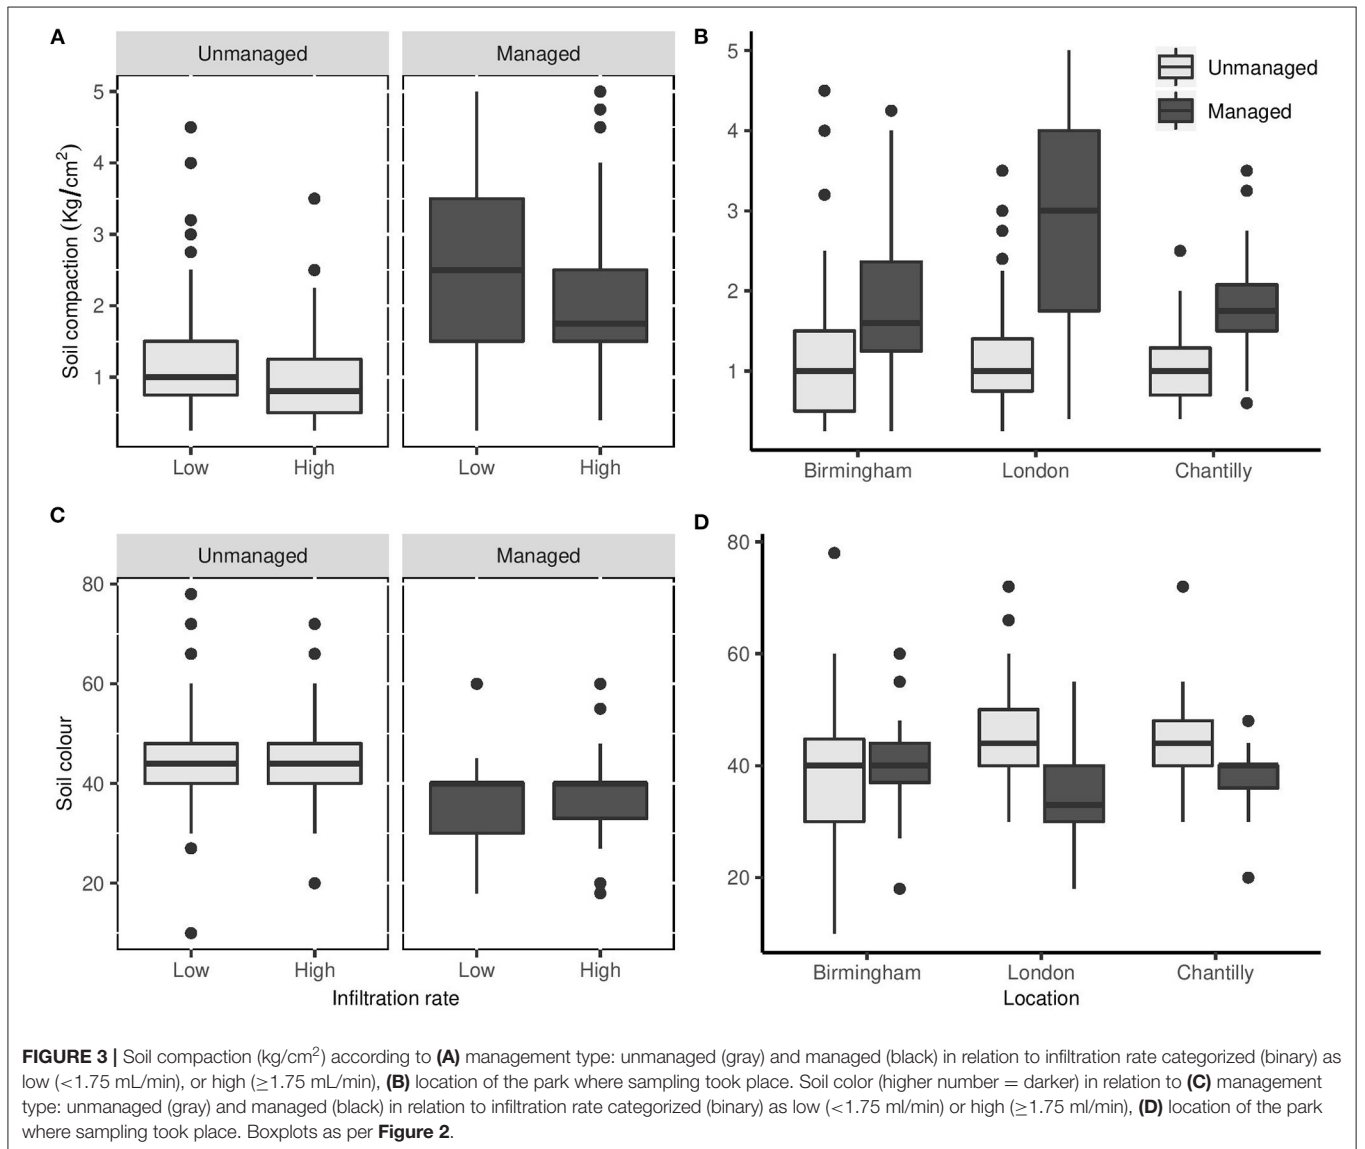 A
Unmanaged
Managed
5
4
3
2
1
Soil compaction (Kg/cm²)
Low
High
Low
High
B
5
4
3
2
1
Unmanaged
Managed
Birmingham
London
Chantilly
C
Unmanaged
Managed
80
60
40
20
Soil colour
Low
High
Low
High
Infiltration rate
D
80
60
40
20
Birmingham
London
Chantilly
Location
FIGURE 3 | Soil compaction (kg/cm²) according to (A) management type: unmanaged (gray) and managed (black) in relation to infiltration rate categorized (binary) as
low (<1.75 mL/min), or high (≥1.75 mL/min), (B) location of the park where sampling took place. Soil color (higher number = darker) in relation to (C) management
type: unmanaged (gray) and managed (black) in relation to infiltration rate categorized (binary) as low (<1.75 ml/min) or high (≥1.75 ml/min), (D) location of the park
where sampling took place. Boxplots as per Figure 2.